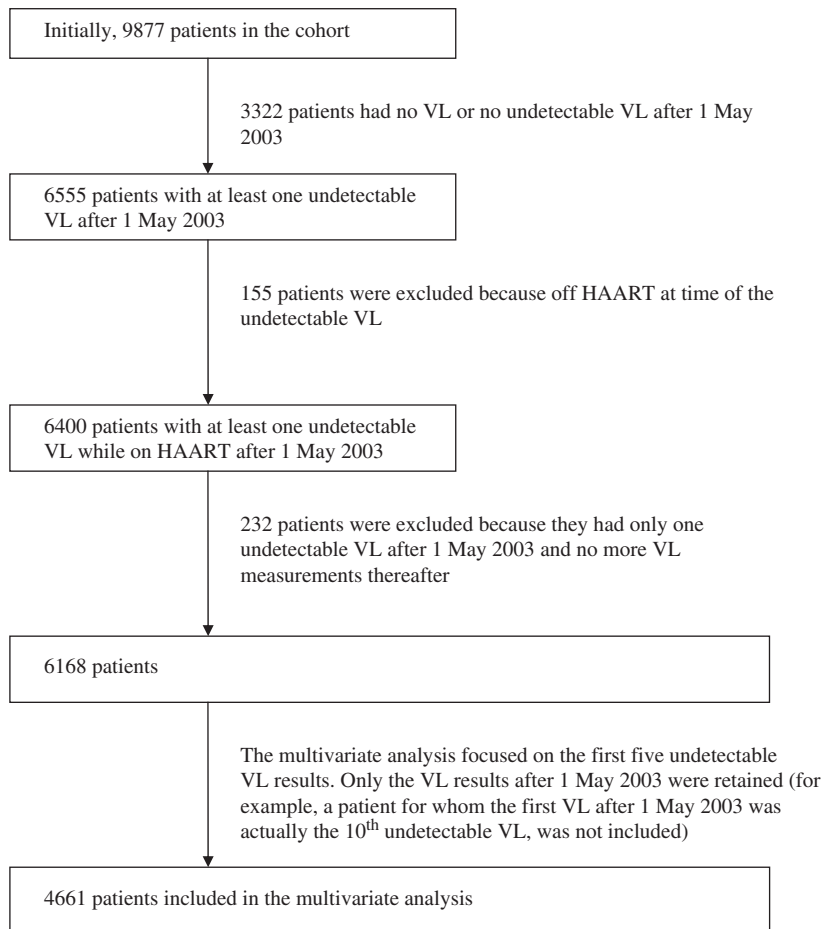 Initially, 9877 patients in the cohort
3322 patients had no VL or no undetectable VL after 1 May
2003
6555 patients with at least one undetectable
VL after 1 May 2003
155 patients were excluded because off HAART at time of the
undetectable VL
6400 patients with at least one undetectable
VL while on HAART after 1 May 2003
232 patients were excluded because they had only one
undetectable VL after 1 May 2003 and no more VL
measurements thereafter
6168 patients
The multivariate analysis focused on the first five undetectable
VL results. Only the VL results after 1 May 2003 were retained (for
example, a patient for whom the first VL after 1 May 2003 was
actually the 10th undetectable VL, was not included)
4661 patients included in the multivariate analysis